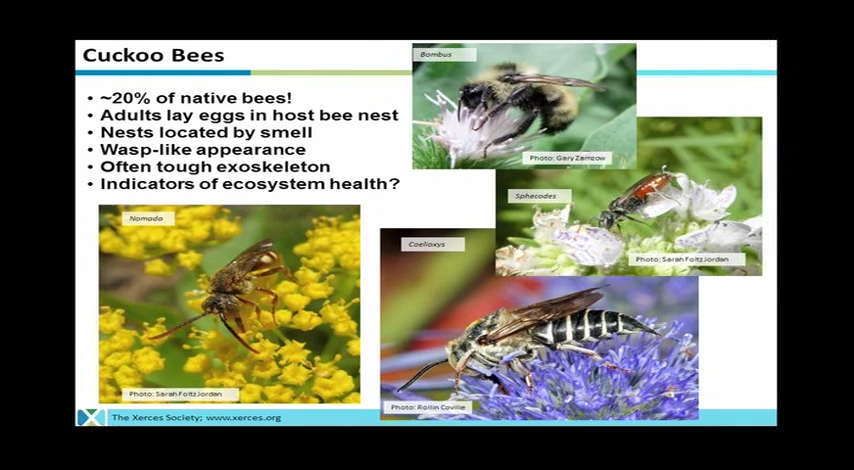 Cuckoo Bees
• ~20% of native bees!
• Adults lay eggs in host bee nest
• Nests located by smell
• Wasp-like appearance
• Often tough exoskeleton
• Indicators of ecosystem health?
Bombus
Photo: Gary Zamzow
Sphecodes
Photo: Sarah Foltz Jordan
Nomada
Photo: Sarah Foltz Jordan
Coelioxys
Photo: Rollin Coville
The Xerces Society; www.xerces.org